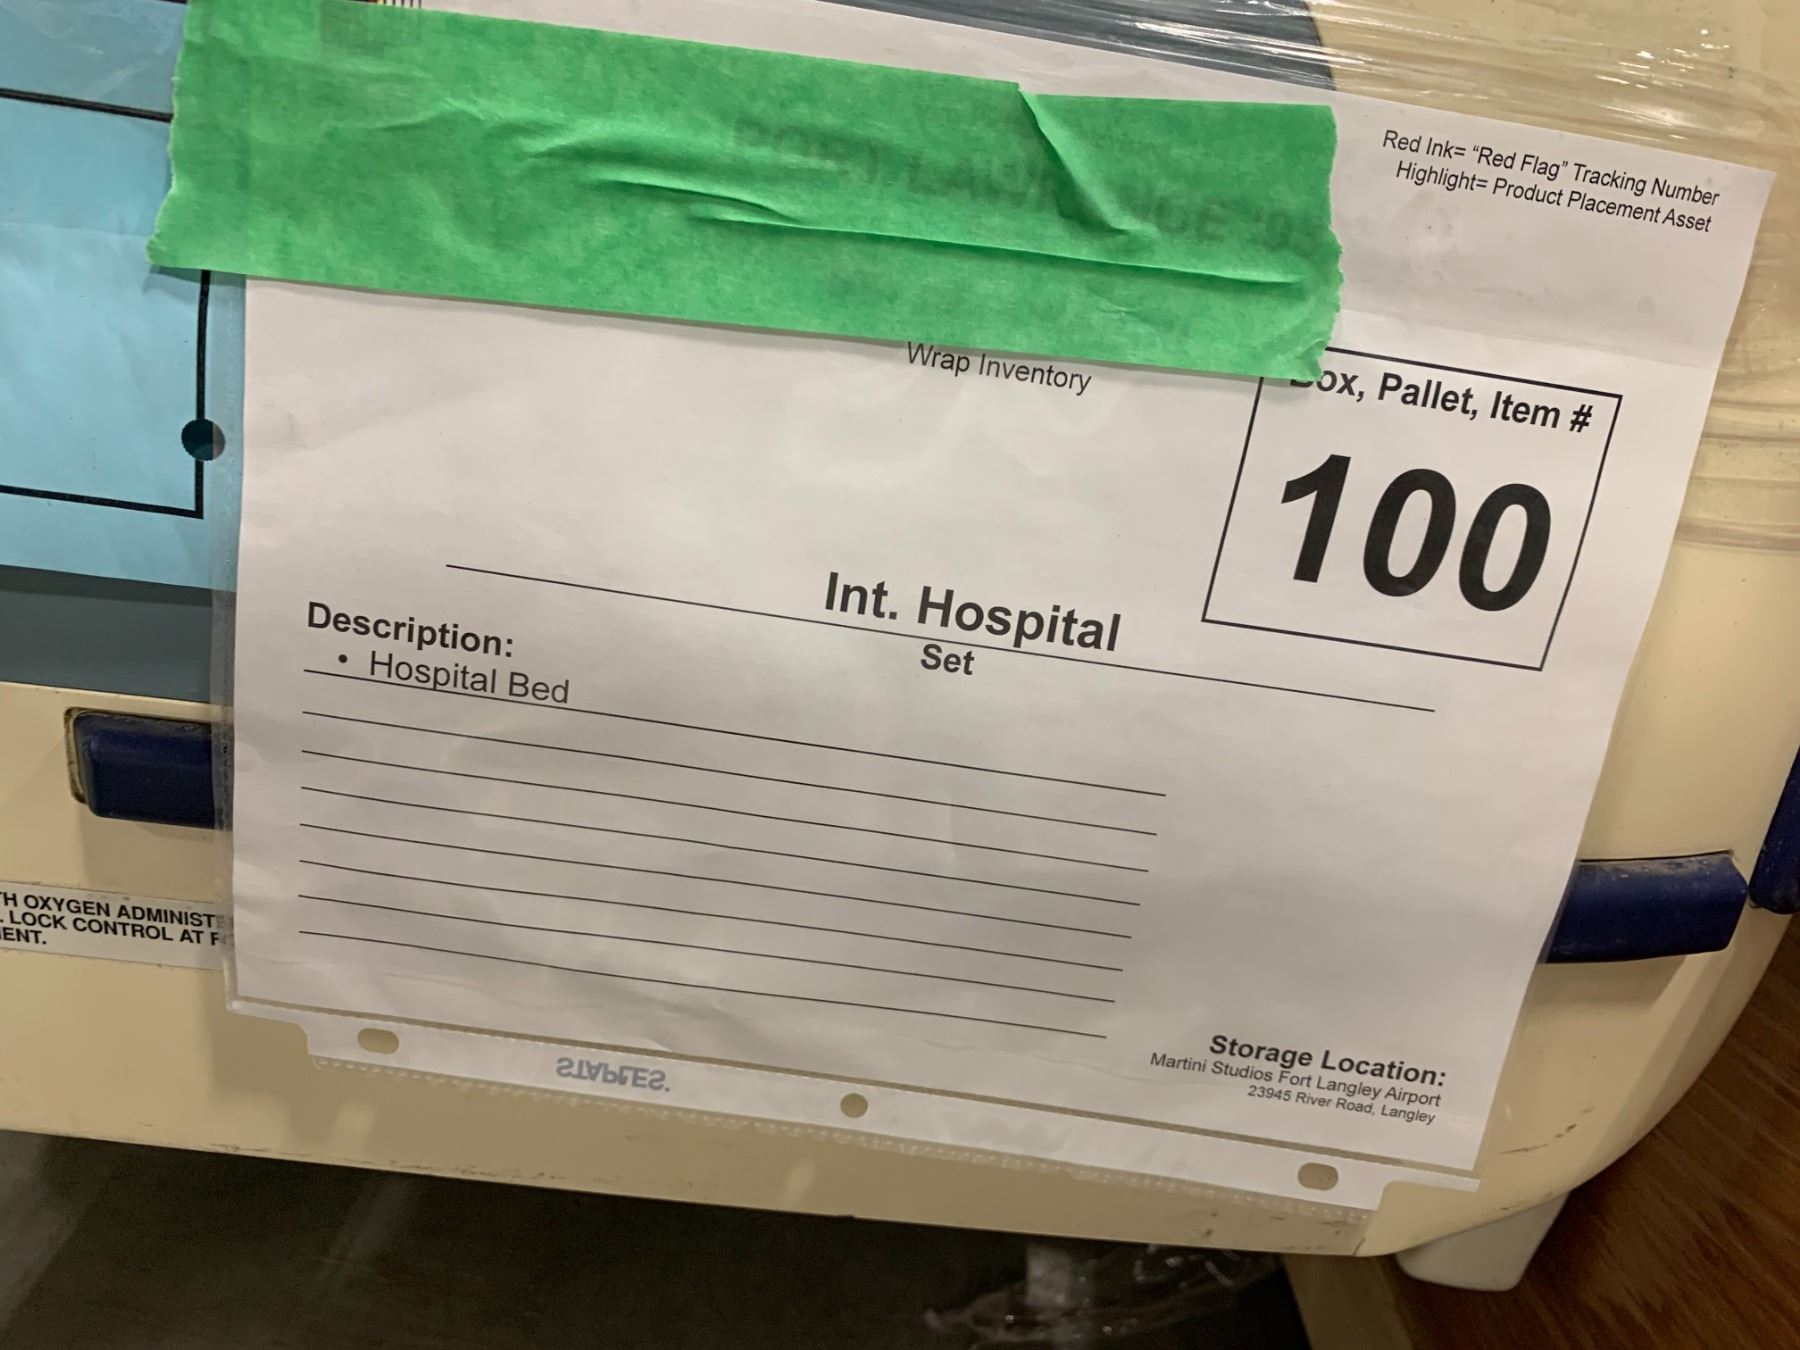 Red Ink= “Red Flag” Tracking Number
Highlight= Product Placement Asset
Wrap Inventory
Box, Pallet, Item #
100
Int. Hospital
Set
Description:
• Hospital Bed
OXYGEN
LOCK CONTROL AT
Storage Location:
Martini Studios Fort Langley Airport
23945 River Road, Langley
STAPLES.